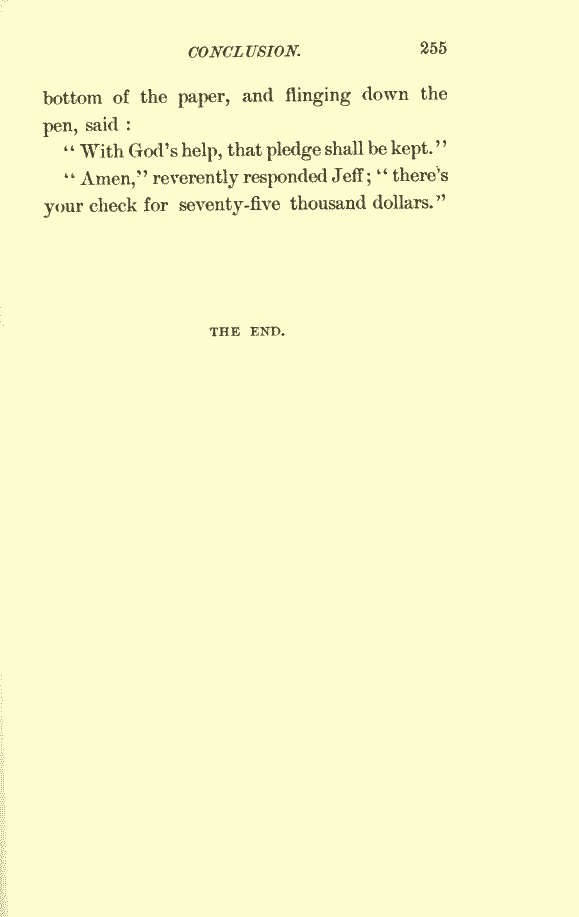 CONCLUSION. 255
bottom of the paper, and flinging down the
pen, said :
“ With God’s help, that pledge shall be kept.”
“ Amen,” reverently responded Jeff ; “ there’s
your check for seventy-five thousand dollars.”
THE END.